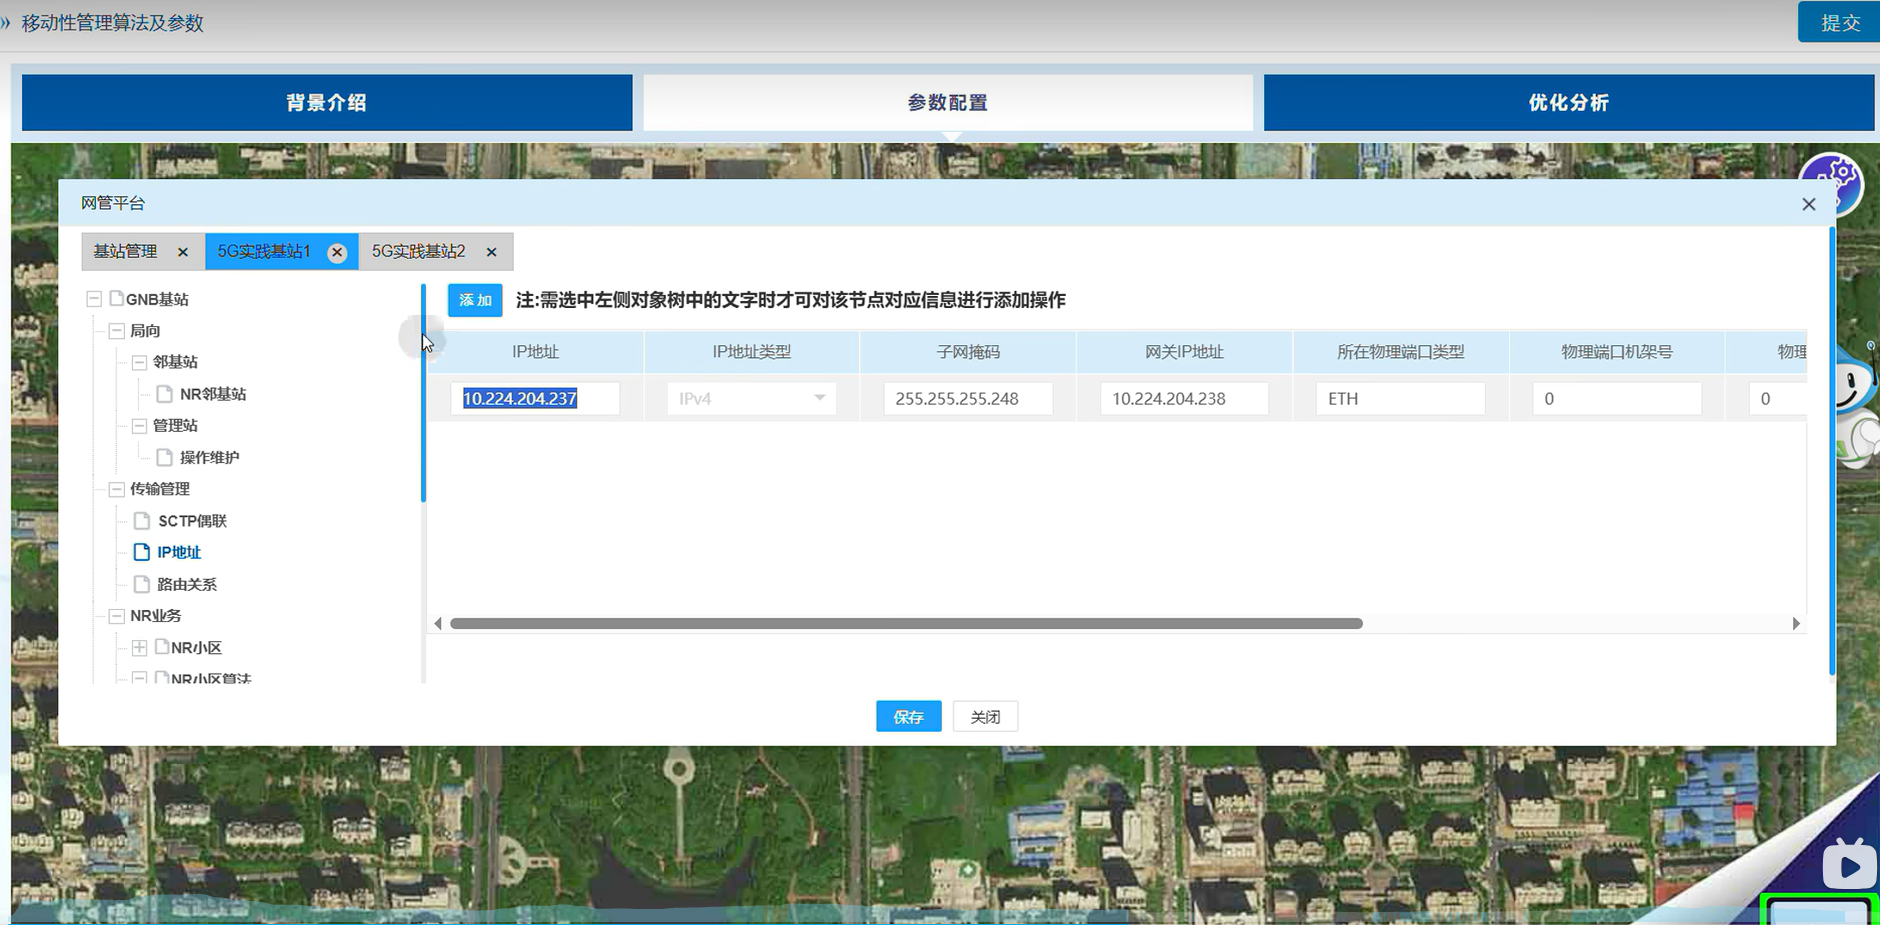 » 移动性管理算法及参数
提交
背景介绍
参数配置
优化分析
网管平台
基站管理 ×
5G实践基站1 ×
5G实践基站2 ×
GNB基站
局向
邻基站
NR邻基站
管理站
操作维护
传输管理
SCTP偶联
IP地址
路由关系
NR业务
NR小区
NR小区算法
添加 注:需选中左侧对象树中的文字时才可对该节点对应信息进行添加操作
IP地址 IP地址类型 子网掩码 网关IP地址 所在物理端口类型 物理端口机架号 物理
10.224.204.237 IPv4 255.255.255.248 10.224.204.238 ETH 0 0
保存 关闭